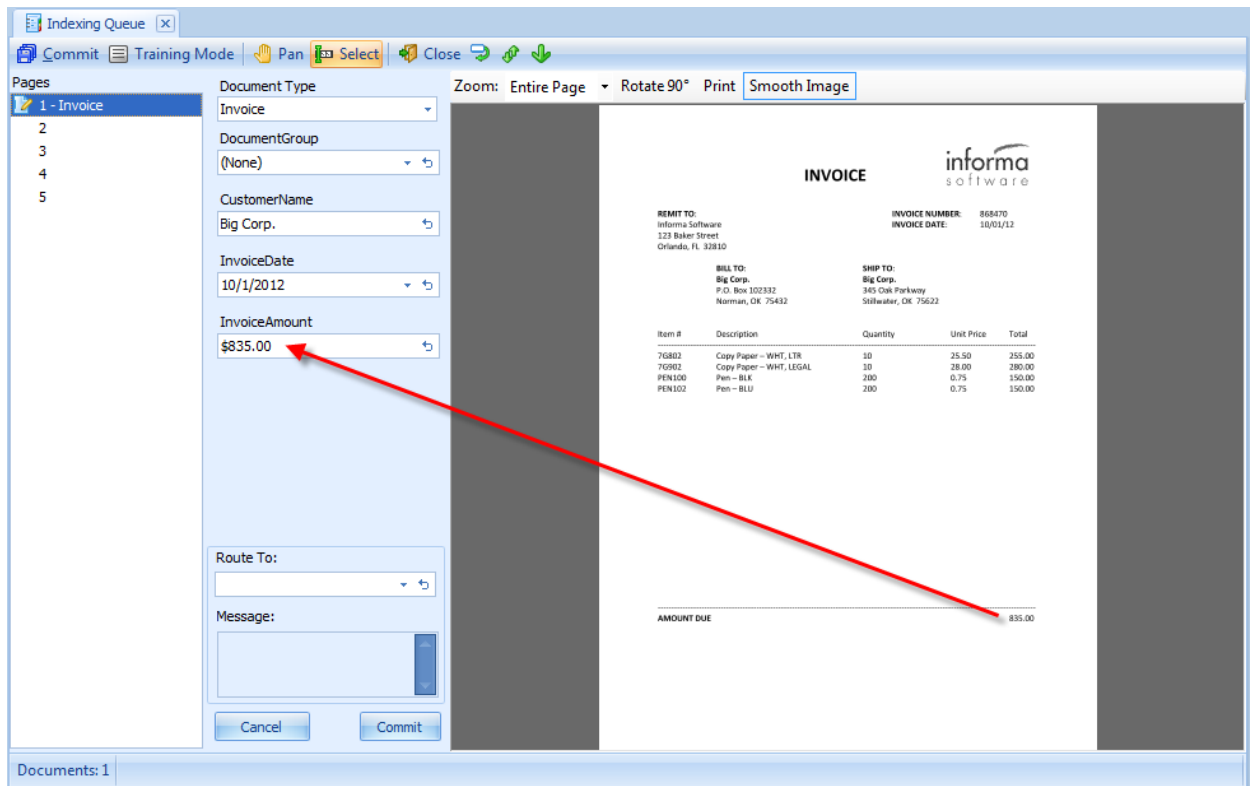 Indexing Queue
Commit Training Mode Pan Select Close
Pages
1 - Invoice
2
3
4
5
Document Type
Invoice
DocumentGroup
(None)
CustomerName
Big Corp.
InvoiceDate
10/1/2012
InvoiceAmount
$835.00
Route To:
Message:
Cancel Commit
Zoom: Entire Page Rotate 90° Print Smooth Image
informa
software
INVOICE
REMIT TO: INVOICE NUMBER: 868470
Informa Software INVOICE DATE: 10/01/12
123 Baker Street
Orlando, FL 32810
BILL TO: SHIP TO:
Big Corp. Big Corp.
P.O. Box 102332 345 Oak Parkway
Norman, OK 75432 Stillwater, OK 75622
Item # Description Quantity Unit Price Total
7G802 Copy Paper – WHT, LTR 10 25.50 255.00
7G902 Copy Paper – WHT, LEGAL 10 28.00 280.00
PEN100 Pen – BLK 200 0.75 150.00
PEN102 Pen – BLU 200 0.75 150.00
AMOUNT DUE 835.00
Documents: 1